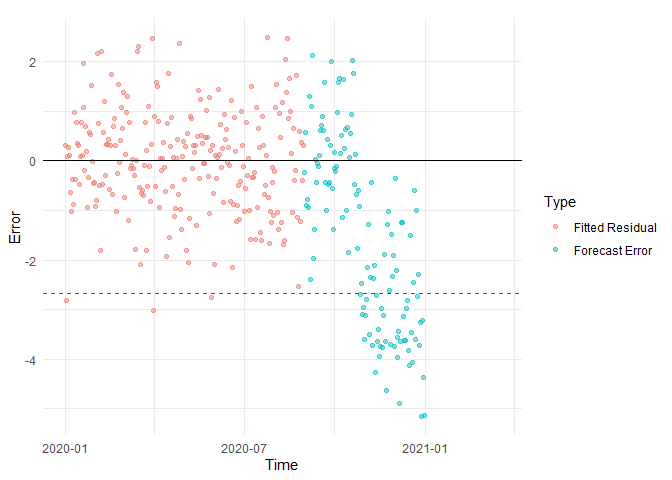 2
0
-2
-4
Error
2020-01
2020-07
2021-01
Time
Type
Fitted Residual
Forecast Error